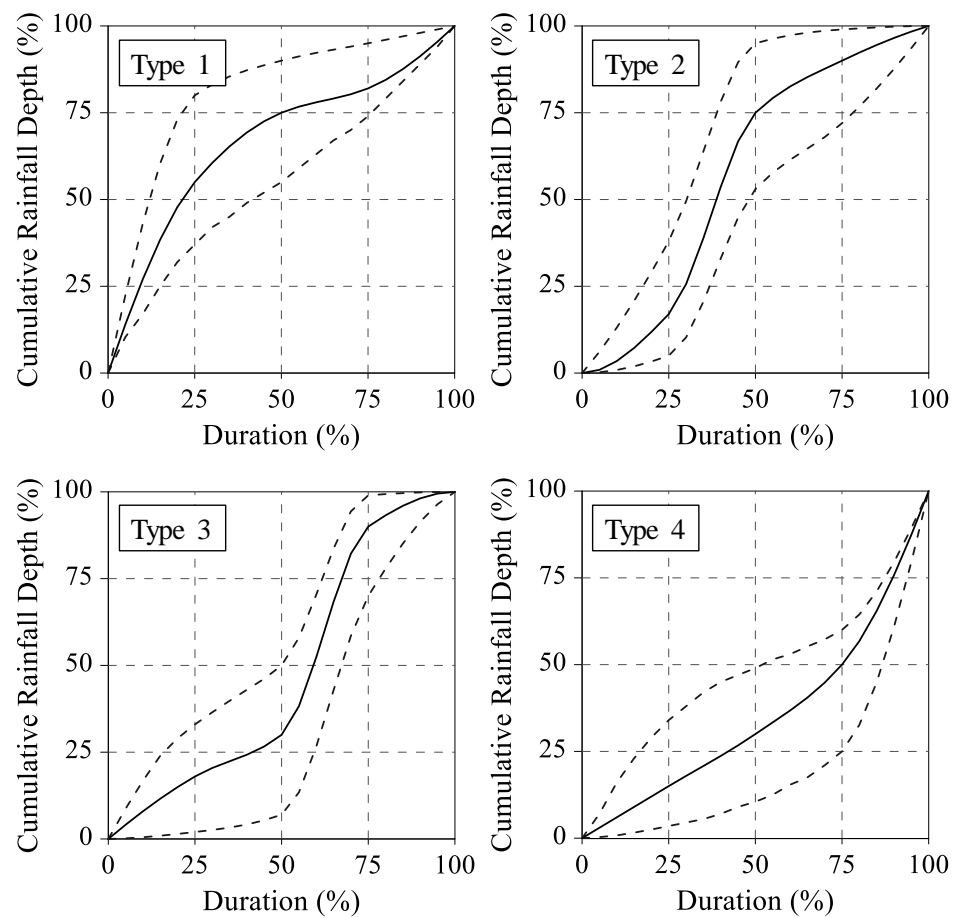 Cumulative Rainfall Depth (%)
100
75
50
25
0
Type 1
0 25 50 75 100
Duration (%)
Cumulative Rainfall Depth (%)
100
75
50
25
0
Type 2
0 25 50 75 100
Duration (%)
Cumulative Rainfall Depth (%)
100
75
50
25
0
Type 3
0 25 50 75 100
Duration (%)
Cumulative Rainfall Depth (%)
100
75
50
25
0
Type 4
0 25 50 75 100
Duration (%)